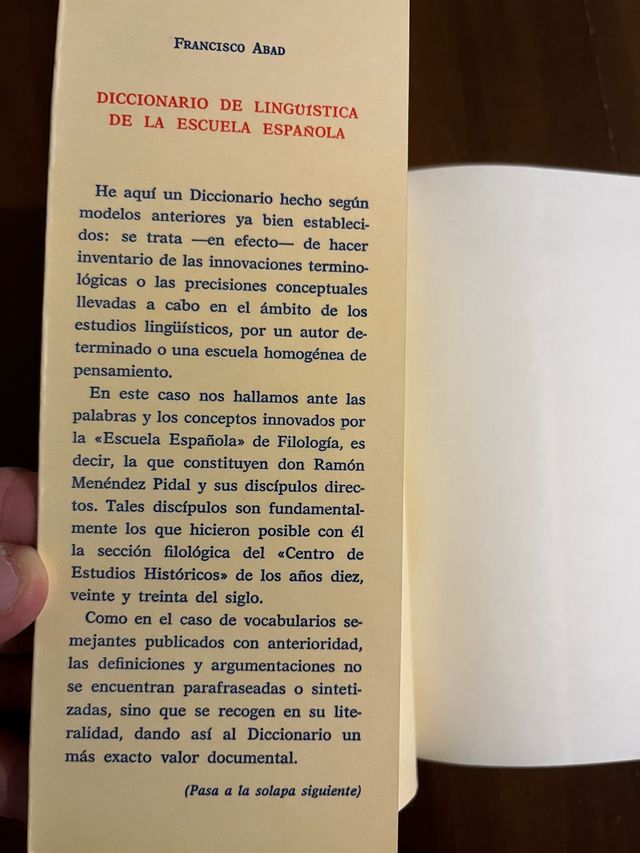 Francisco Abad
DICCIONARIO DE LINGÜÍSTICA
DE LA ESCUELA ESPAÑOLA
He aquí un Diccionario hecho según
modelos anteriores ya bien estableci-
dos: se trata —en efecto— de hacer
inventario de las innovaciones termino-
lógicas o las precisiones conceptuales
llevadas a cabo en el ámbito de los
estudios lingüísticos, por un autor de-
terminado o una escuela homogénea de
pensamiento.
En este caso nos hallamos ante las
palabras y los conceptos innovados por
la «Escuela Española» de Filología, es
decir, la que constituyen don Ramón
Menéndez Pidal y sus discípulos direc-
tos. Tales discípulos son fundamental-
mente los que hicieron posible con él
la sección filológica del «Centro de
Estudios Históricos» de los años diez,
veinte y treinta del siglo.
Como en el caso de vocabularios se-
mejantes publicados con anterioridad,
las definiciones y argumentaciones no
se encuentran parafraseadas o sinteti-
zadas, sino que se recogen en su lite-
ralidad, dando así al Diccionario un
más exacto valor documental.
(Pasa a la solapa siguiente)